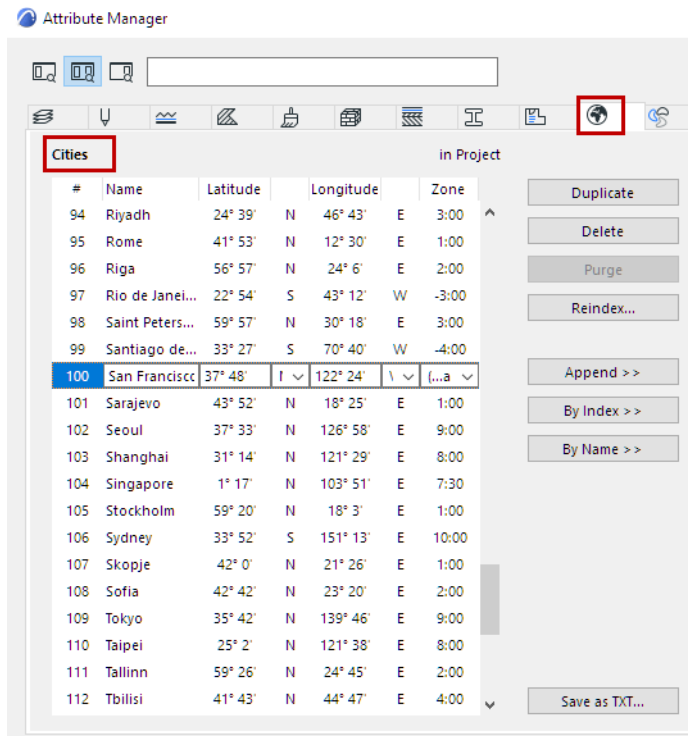 Attribute Manager
Cities in Project
# Name Latitude Longitude Zone
94 Riyadh 24° 39' N 46° 43' E 3:00
95 Rome 41° 53' N 12° 30' E 1:00
96 Riga 56° 57' N 24° 6' E 2:00
97 Rio de Janei... 22° 54' S 43° 12' W -3:00
98 Saint Peters... 59° 57' N 30° 18' E 3:00
99 Santiago de... 33° 27' S 70° 40' W -4:00
100 San Francisco 37° 48' 122° 24' (...a
101 Sarajevo 43° 52' N 18° 25' E 1:00
102 Seoul 37° 33' N 126° 58' E 9:00
103 Shanghai 31° 14' N 121° 29' E 8:00
104 Singapore 1° 17' N 103° 51' E 7:30
105 Stockholm 59° 20' N 18° 3' E 1:00
106 Sydney 33° 52' S 151° 13' E 10:00
107 Skopje 42° 0' N 21° 26' E 1:00
108 Sofia 42° 42' N 23° 20' E 2:00
109 Tokyo 35° 42' N 139° 46' E 9:00
110 Taipei 25° 2' N 121° 38' E 8:00
111 Tallinn 59° 26' N 24° 45' E 2:00
112 Tbilisi 41° 43' N 44° 47' E 4:00
Duplicate
Delete
Purge
Reindex...
Append >>
By Index >>
By Name >>
Save as TXT...